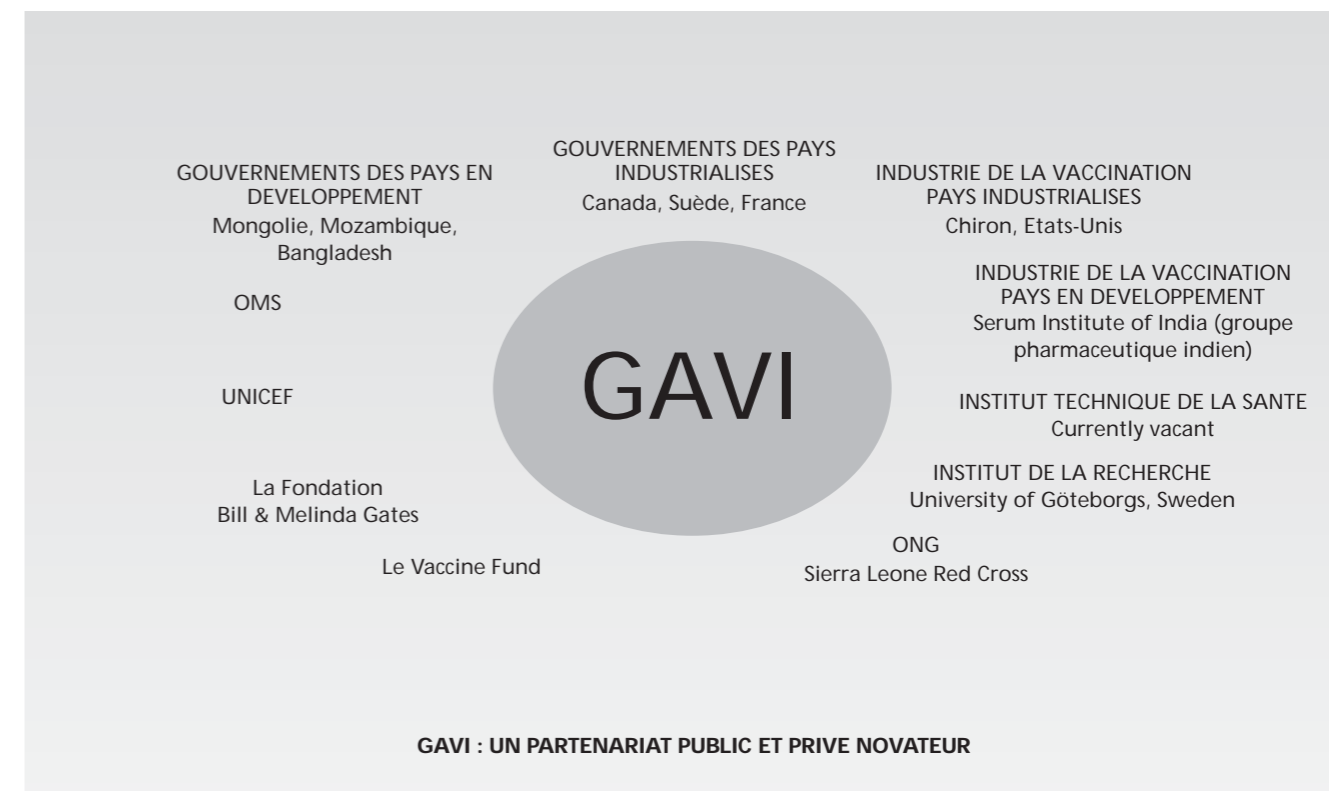 GOUVERNEMENTS DES PAYS
INDUSTRIALISES
Canada, Suède, France
GOUVERNEMENTS DES PAYS EN
DEVELOPPEMENT
Mongolie, Mozambique,
Bangladesh
INDUSTRIE DE LA VACCINATION
PAYS INDUSTRIALISES
Chiron, Etats-Unis
INDUSTRIE DE LA VACCINATION
PAYS EN DEVELOPPEMENT
Serum Institute of India (groupe
pharmaceutique indien)
OMS
GAVI
UNICEF
INSTITUT TECHNIQUE DE LA SANTE
Currently vacant
INSTITUT DE LA RECHERCHE
University of Göteborgs, Sweden
La Fondation
Bill & Melinda Gates
ONG
Sierra Leone Red Cross
Le Vaccine Fund
GAVI : UN PARTENARIAT PUBLIC ET PRIVE NOVATEUR